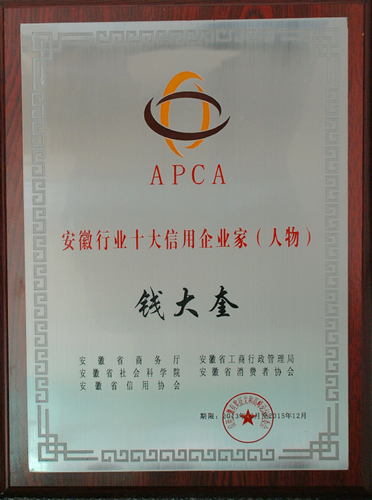 APCA
安徽行业十大信用企业家（人物）
钱大奎
安徽省商务厅 安徽省工商行政管理局
安徽省社会科学院 安徽省消费者协会
安徽省信用协会
期限：2013年 月至2015年12月